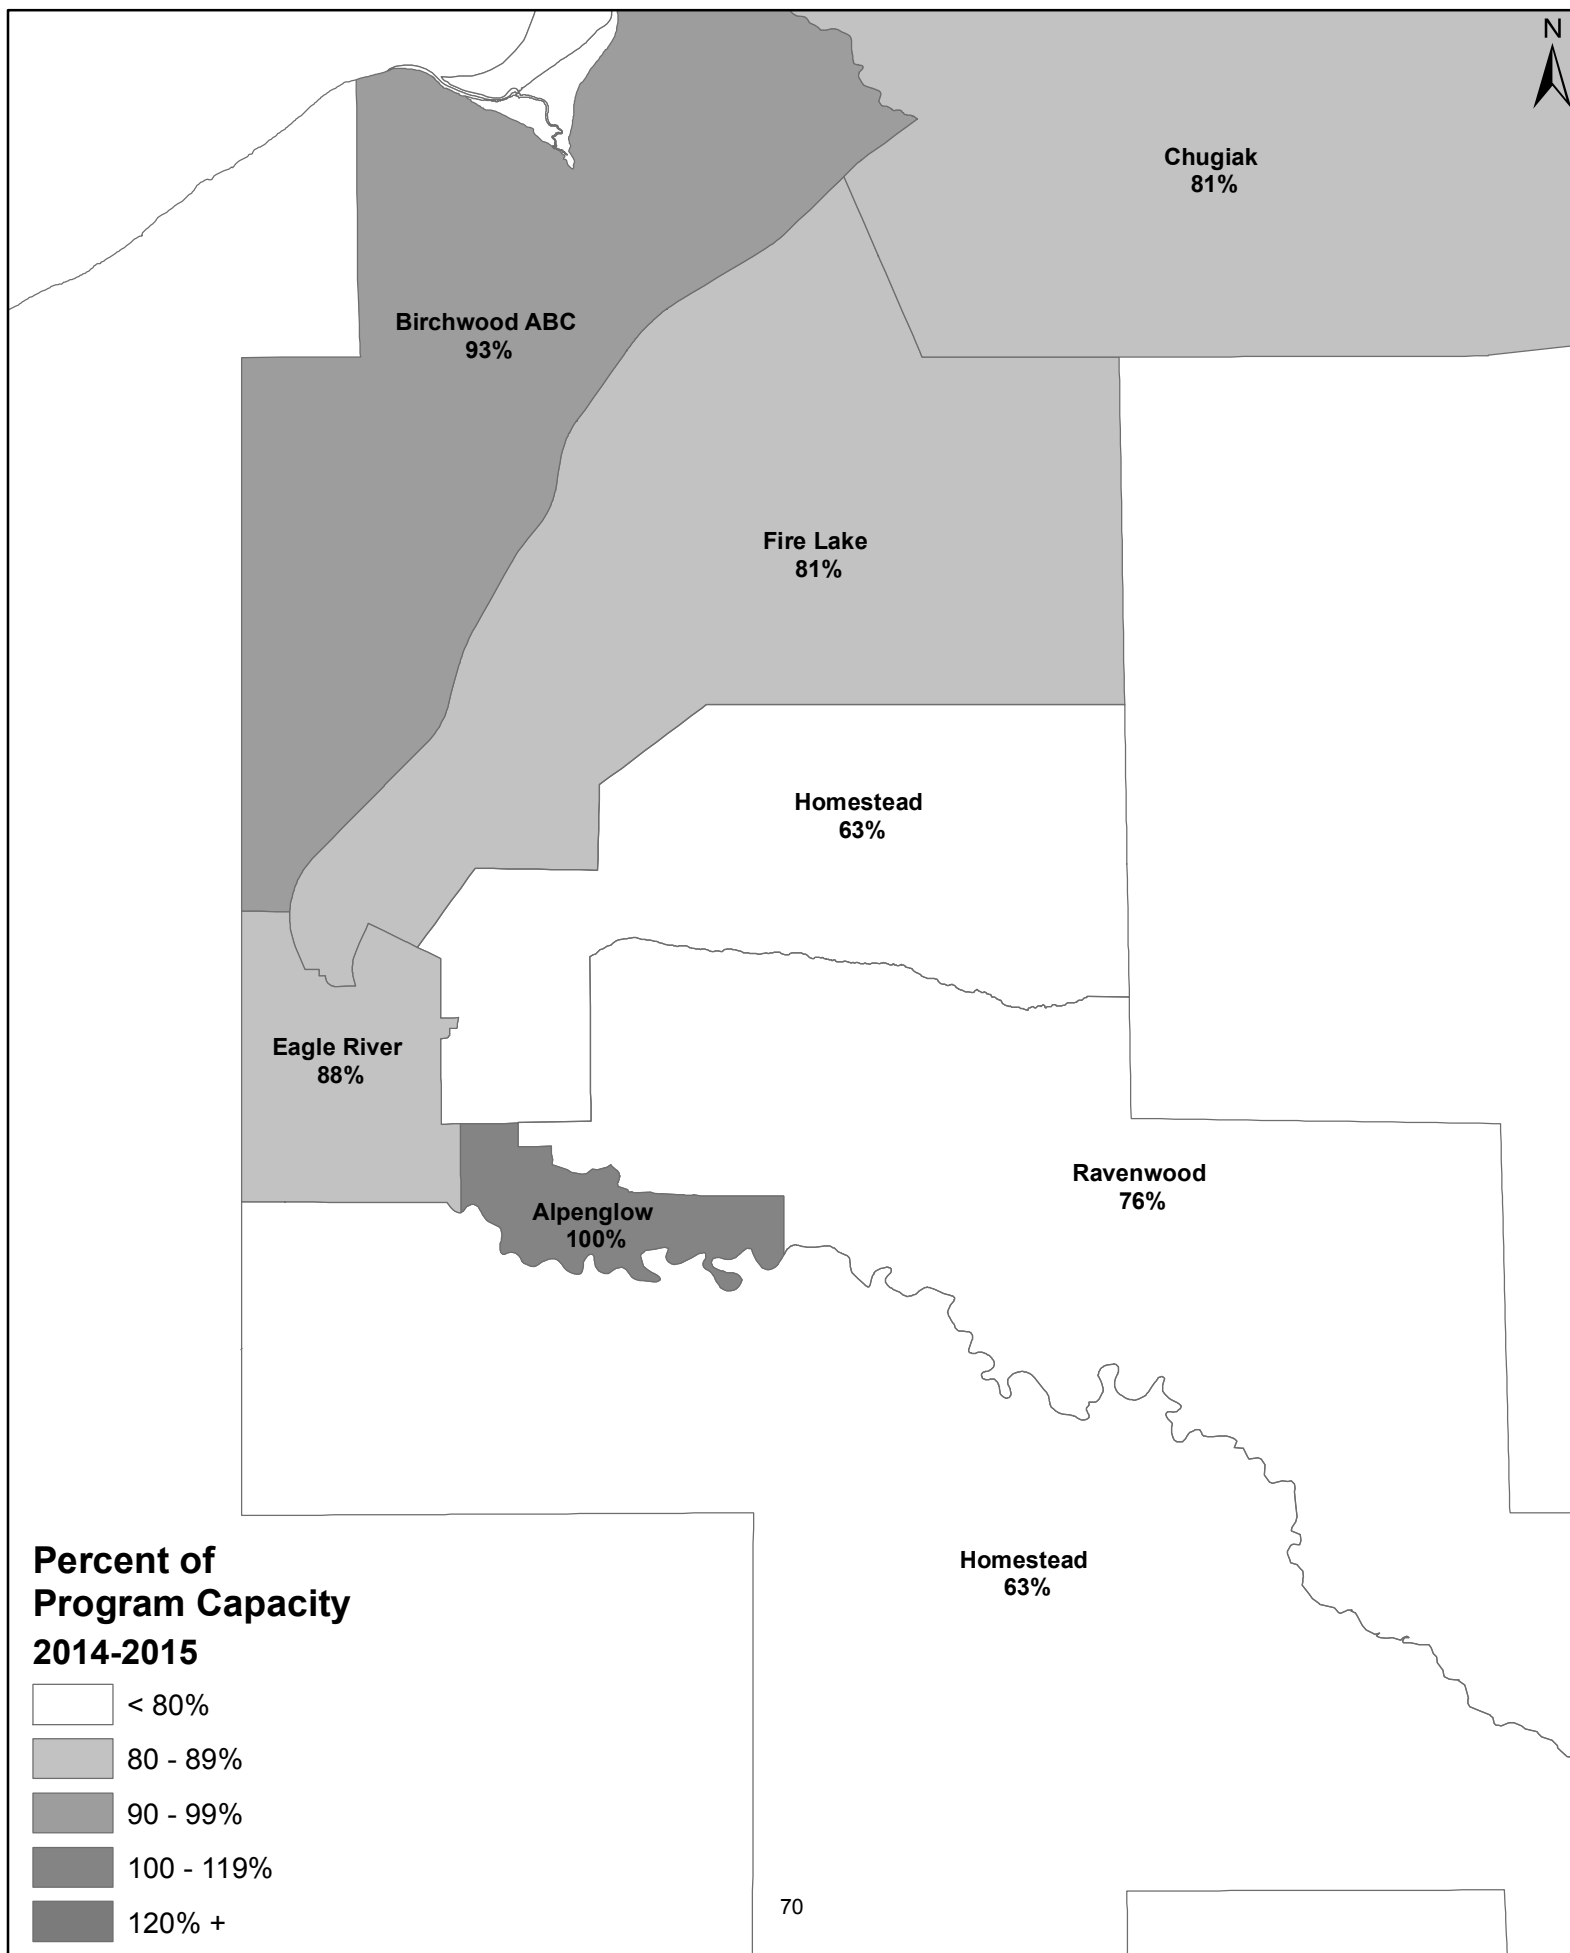 N
Chugiak
81%
Birchwood ABC
93%
Fire Lake
81%
Homestead
63%
Eagle River
88%
Ravenwood
76%
Alpenglow
100%
Homestead
63%
Percent of
Program Capacity
2014-2015
< 80%
80 - 89%
90 - 99%
100 - 119%
120% +
70